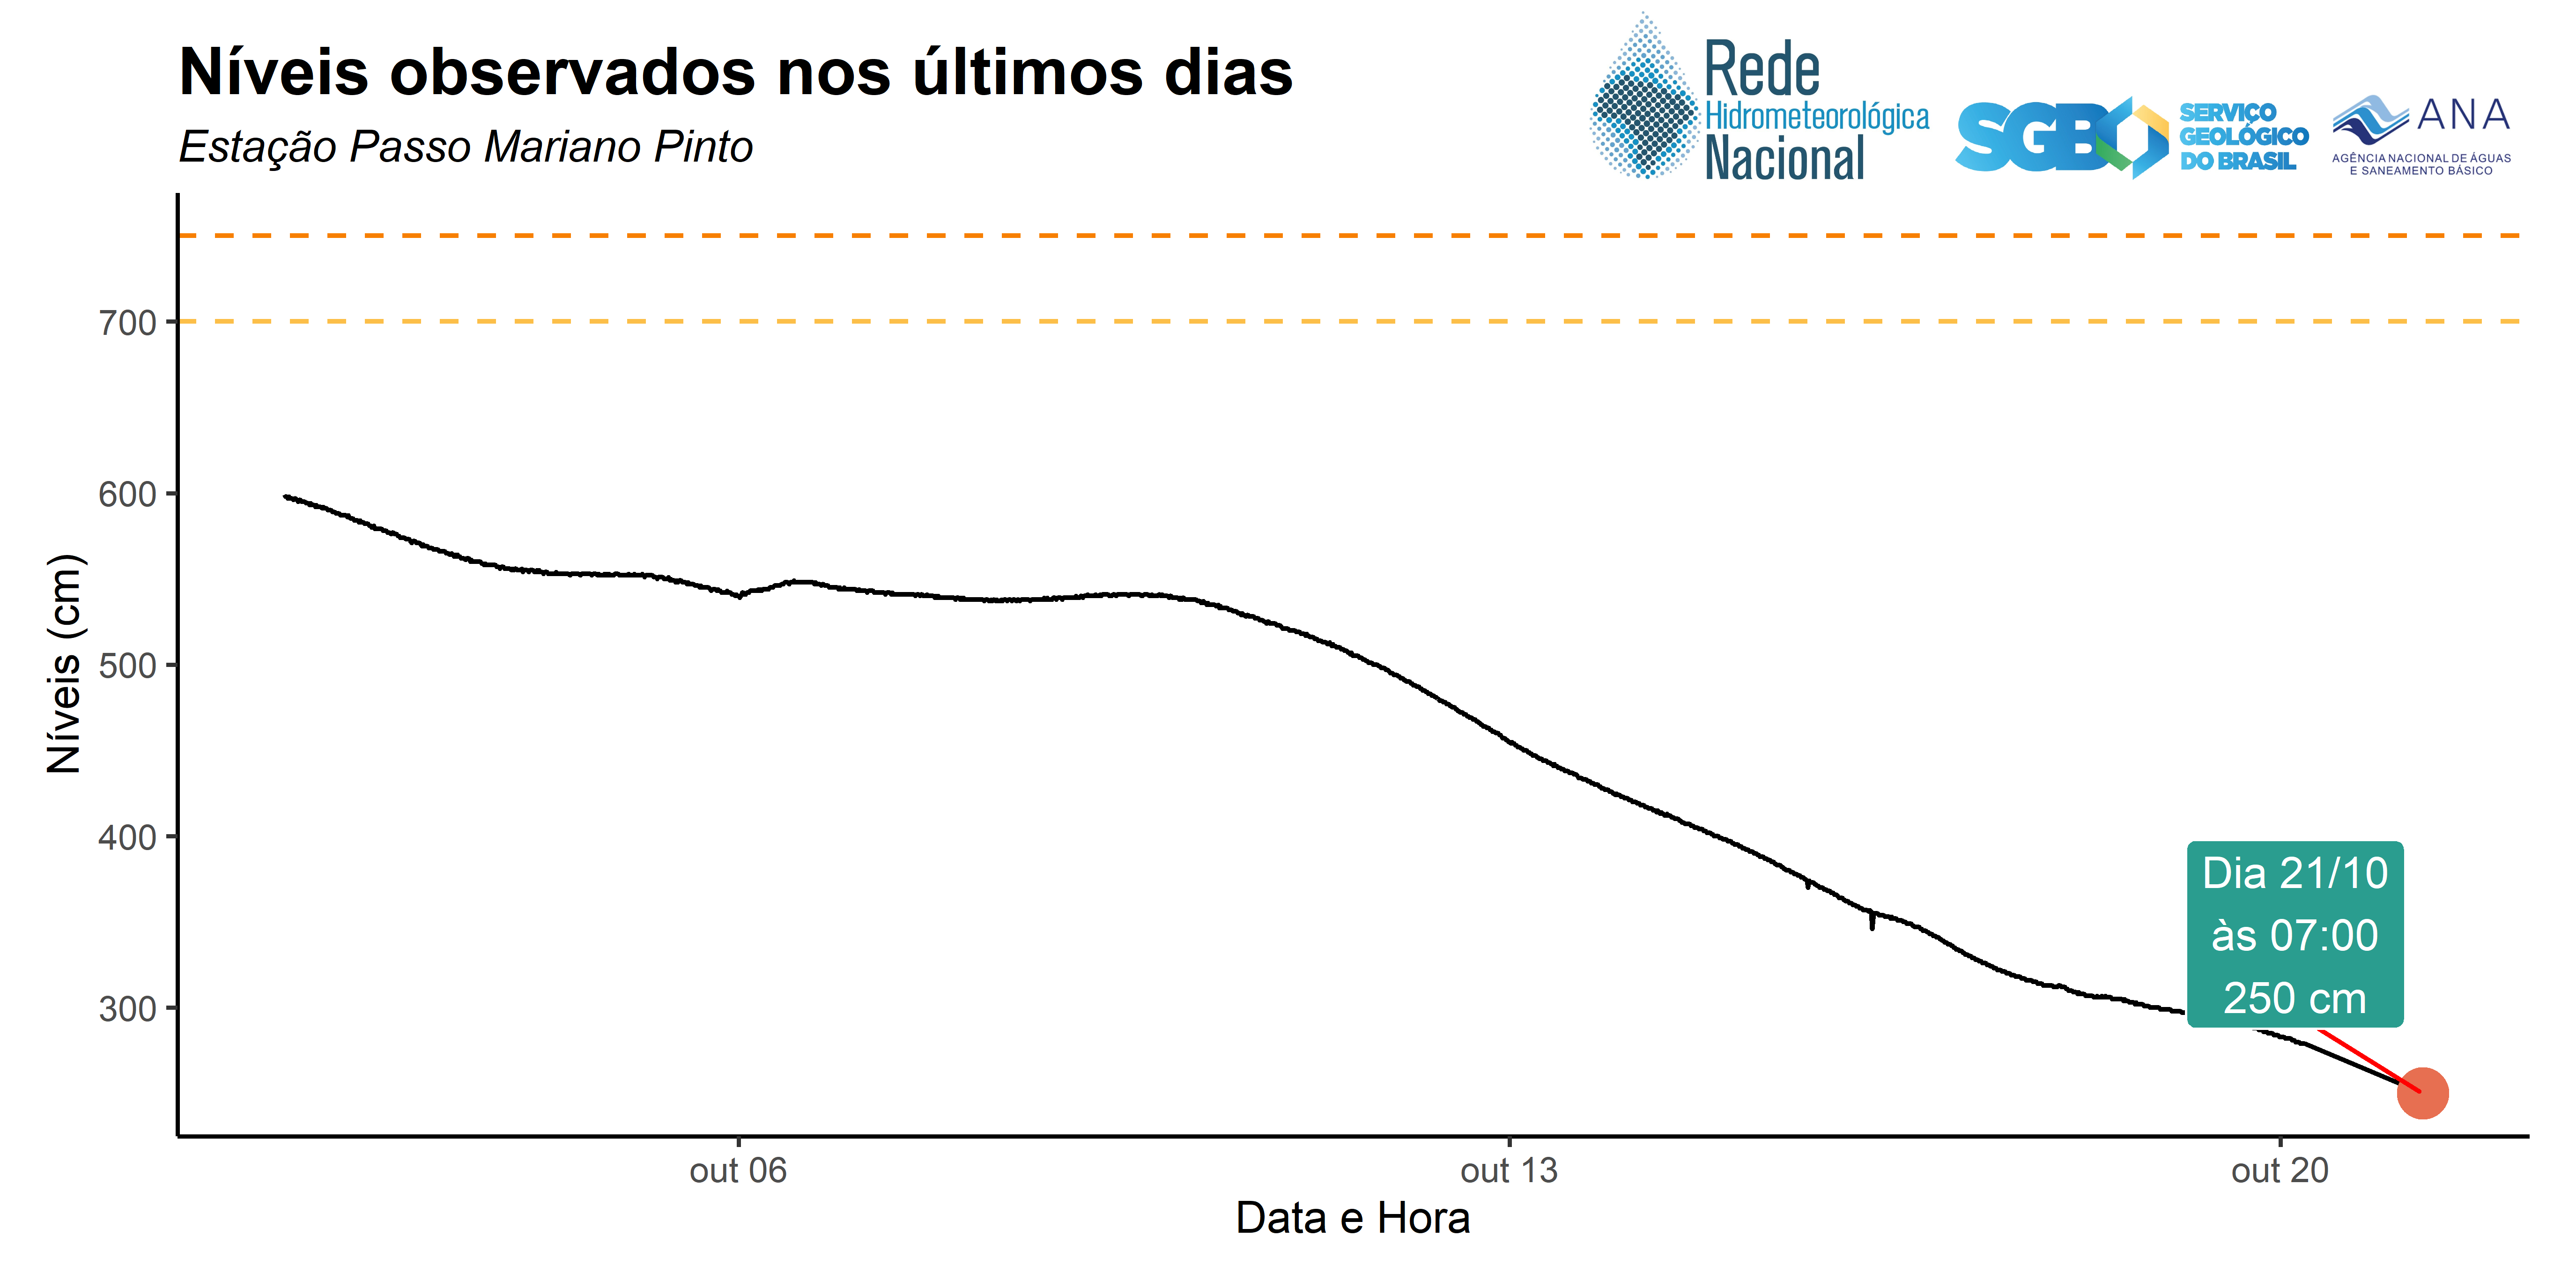 Níveis observados nos últimos dias
Estação Passo Mariano Pinto
Rede
Hidrometeorológica
Nacional
SGB
SERVIÇO
GEOLÓGICO
DO BRASIL
ANA
AGÊNCIA NACIONAL DE ÁGUAS
E SANEAMENTO BÁSICO
Níveis (cm)
700
600
500
400
300
Dia 21/10
às 07:00
250 cm
out 06
out 13
out 20
Data e Hora